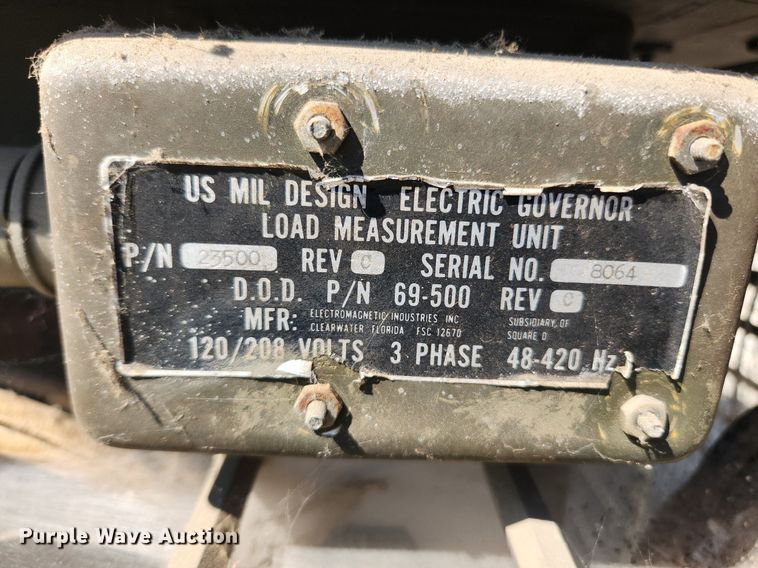 US MIL DESIGN ELECTRIC GOVERNOR
LOAD MEASUREMENT UNIT
P/N 23500 REV C SERIAL NO. 8064
D.O.D. P/N 69-500 REV C
MFR: ELECTROMAGNETIC INDUSTRIES INC SUBSIDIARY OF
CLEARWATER FLORIDA FSC 12670 SQUARE D
120/208 VOLTS 3 PHASE 48-420 Hz
Purple Wave Auction